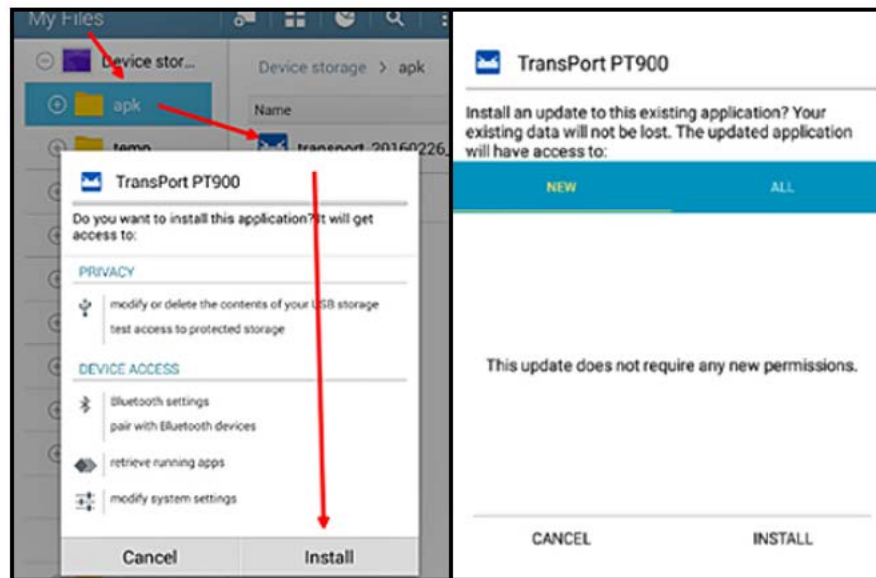 My Files
Device stor...
Device storage > apk
apk
Name
temp
transport_20160226_
TransPort PT900
Do you want to install this application? It will get
access to:
PRIVACY
modify or delete the contents of your USB storage
test access to protected storage
DEVICE ACCESS
Bluetooth settings
pair with Bluetooth devices
retrieve running apps
modify system settings
Cancel
Install
TransPort PT900
Install an update to this existing application? Your
existing data will not be lost. The updated application
will have access to:
NEW
ALL
This update does not require any new permissions.
CANCEL
INSTALL